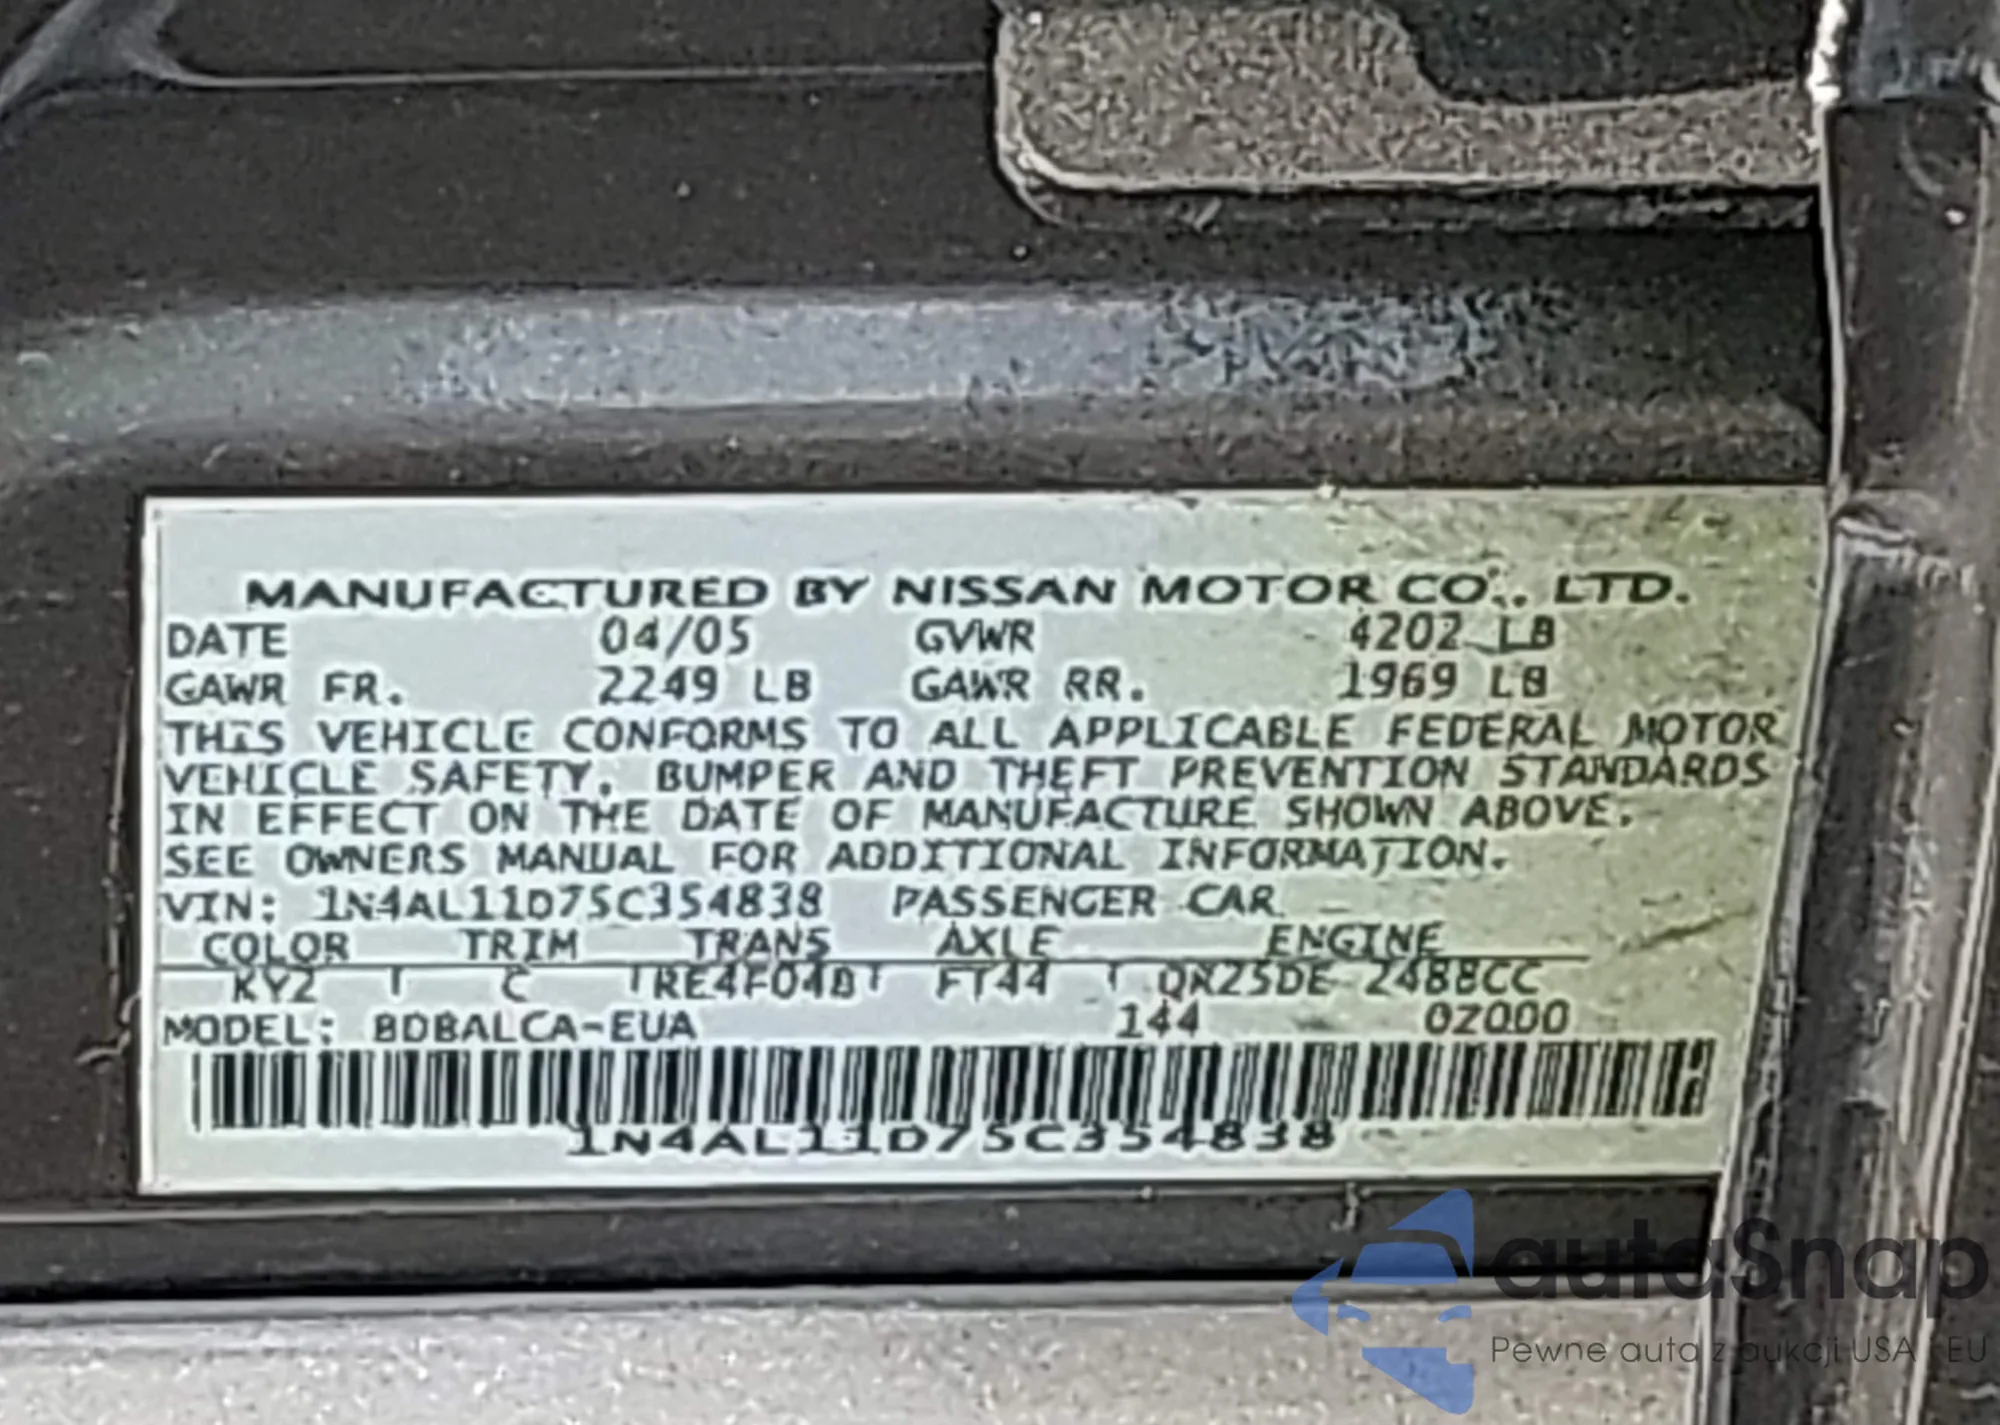 MANUFACTURED BY NISSAN MOTOR CO., LTD.
DATE 04/05 GVWR 4202 LB
GAWR FR. 2249 LB GAWR RR. 1969 LB
THIS VEHICLE CONFORMS TO ALL APPLICABLE FEDERAL MOTOR
VEHICLE SAFETY, BUMPER AND THEFT PREVENTION STANDARDS
IN EFFECT ON THE DATE OF MANUFACTURE SHOWN ABOVE.
SEE OWNERS MANUAL FOR ADDITIONAL INFORMATION.
VIN: 1N4AL11D75C354838 PASSENGER CAR
COLOR TRIM TRANS AXLE ENGINE
KY2 C RE4F04B FT44 QR25DE 2488CC
MODEL: BDBALCA-EUA 144 0Z000
1N4AL11D75C354838
autoSnap
Pewne auta z aukcji USA i EU